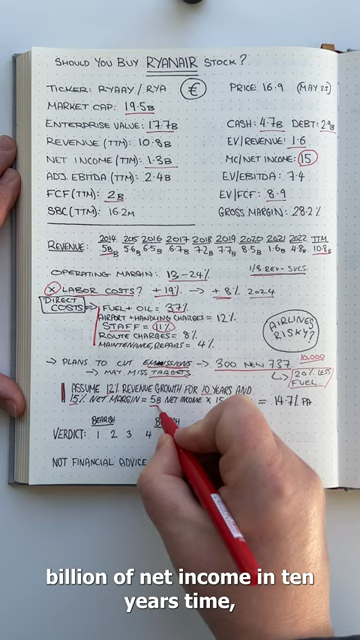 SHOULD YOU BUY RYANAIR STOCK?
TICKER: RYAAY / RYA € PRICE: 16.9 (MAY 23)
MARKET CAP: 19.5B
ENTERPRISE VALUE: 17.7B CASH: 4.7B DEBT: 2.9B
REVENUE (TTM): 10.8B EV/REVENUE: 1.6
NET INCOME (TTM): 1.3B MC/NET INCOME: 15
ADJ. EBITDA (TTM): 2.4B EV/EBITDA: 7.4
FCF (TTM): 2B EV/FCF: 8.9
SBC (TTM): 16.2M GROSS MARGIN: 28.2%
2014 2015 2016 2017 2018 2019 2020 2021 2022 TTM
REVENUE: 5B 5.6B 6.5B 6.7B 7.2B 7.7B 8.5B 1.6B 4.8B 10.8B
OPERATING MARGIN: 13-24% 1/3 REV = SVCS.
X LABOR COSTS? +19% → +8% 2024
DIRECT COSTS → FUEL + OIL = 37%
AIRPORT + HANDLING CHARGES = 12%
STAFF = 11%
ROUTE CHARGES = 8%
MAINTENANCE, REPAIRS = 4%
AIRLINES RISKY?
→ PLANS TO CUT EMISSIONS → 300 NEW 737 10,000
→ MAY MISS TARGETS → 20% LESS FUEL
ASSUME 12% REVENUE GROWTH FOR 10 YEARS AND
15% NET MARGIN = 5B NET INCOME × 15 = 14.7% PA
BEARISH
VERDICT: 1 2 3 4
NOT FINANCIAL ADVICE
billion of net income in ten
years time,